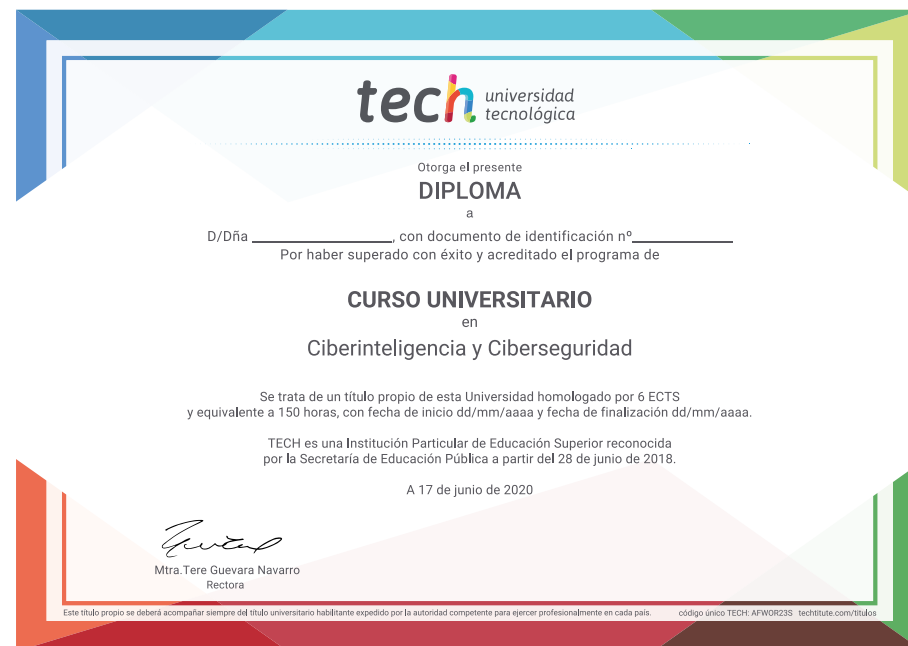 tech universidad
tecnológica
Otorga el presente
DIPLOMA
a
D/Dña ____________________, con documento de identificación nº______________
Por haber superado con éxito y acreditado el programa de
CURSO UNIVERSITARIO
en
Ciberinteligencia y Ciberseguridad
Se trata de un título propio de esta Universidad homologado por 6 ECTS
y equivalente a 150 horas, con fecha de inicio dd/mm/aaaa y fecha de finalización dd/mm/aaaa.
TECH es una Institución Particular de Educación Superior reconocida
por la Secretaría de Educación Pública a partir del 28 de junio de 2018.
A 17 de junio de 2020
Mtra.Tere Guevara Navarro
Rectora
Este título propio se deberá acompañar siempre del título universitario habilitante expedido por la autoridad competente para ejercer profesionalmente en cada país. código único TECH: AFWOR23S techtitute.com/titulos